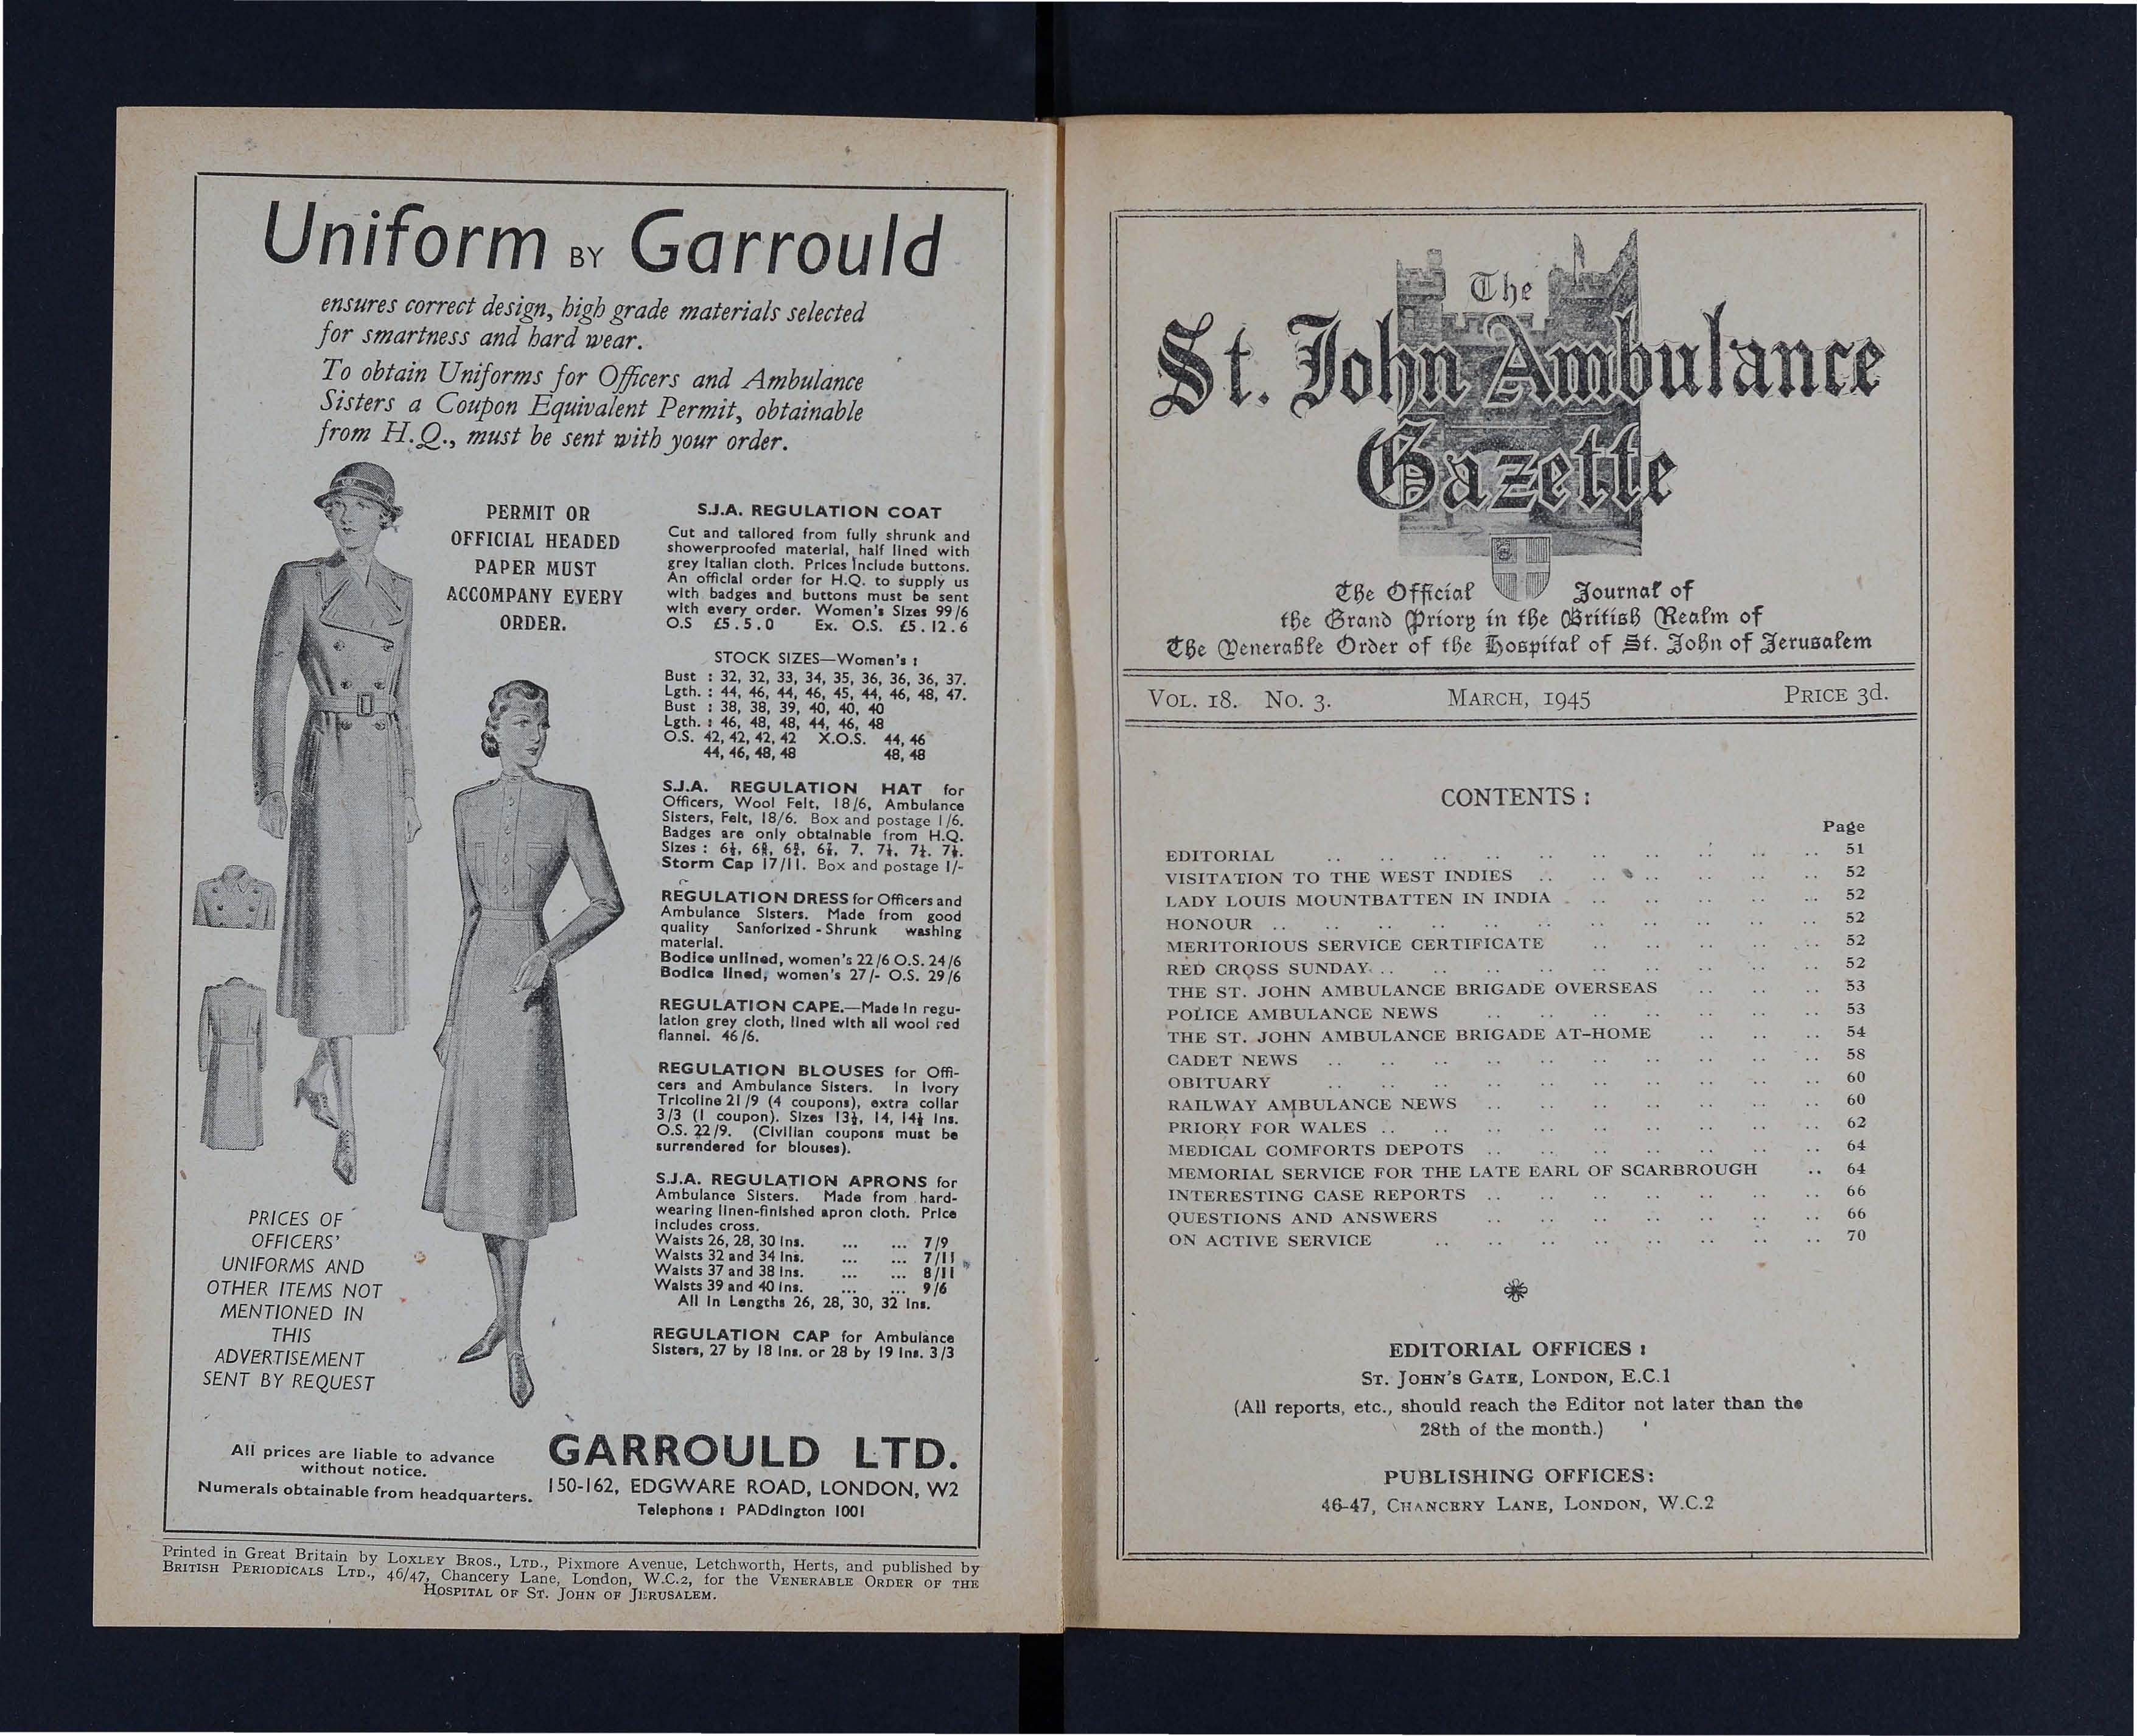 Uniform BY Garrould
ensures correct design, high grade materials selected
for smartness and hard wear.
To obtain Uniforms for Officers and Ambulance
Sisters a Coupon Equivalent Permit, obtainable
from H.Q., must be sent with your order.
PERMIT OR
OFFICIAL HEADED
PAPER MUST
ACCOMPANY EVERY
ORDER.
S.J.A. REGULATION COAT
Cut and tailored from fully shrunk and
showerproofed material, half lined with
grey Italian cloth. Prices include buttons.
An official order for H.Q. to supply us
with badges and buttons must be sent
with every order. Women's Sizes 99/6
O.S £5.5.0 Ex. O.S. £5.12.6
STOCK SIZES—Women's :
Bust : 32, 32, 33, 34, 35, 36, 36, 36, 37.
Lgth. : 44, 46, 44, 46, 45, 44, 46, 48, 47.
Bust : 38, 38, 39, 40, 40, 40
Lgth. : 46, 48, 48, 44, 46, 48
O.S. 42, 42, 42, 42 X.O.S. 44, 46
44, 46, 48, 48 48, 48
S.J.A. REGULATION HAT for
Officers, Wool Felt, 18/6, Ambulance
Sisters, Felt, 18/6. Box and postage 1/6.
Badges are only obtainable from H.Q.
Sizes : 7,
Storm Cap 17/11. Box and postage 1/-
REGULATION DRESS for Officers and
Ambulance Sisters. Made from good
quality Sanforized - Shrunk washing
material.
Bodice unlined, women's 22/6 O.S. 24/6
Bodice lined, women's 27/- O.S. 29/6
REGULATION CAPE.—Made in regu-
lation grey cloth, lined with all wool red
flannel. 46/6.
REGULATION BLOUSES for Offi-
cers and Ambulance Sisters. In Ivory
Tricoline 21/9 (4 coupons), extra collar
3/3 (1 coupon). Sizes 13½, 14, 14½ Ins.
O.S. 22/9. (Civilian coupons must be
surrendered for blouses).
S.J.A. REGULATION APRONS for
Ambulance Sisters. Made from hard-
wearing linen-finished apron cloth. Price
includes cross.
Waists 26, 28, 30 Ins. ... ... 7/9
Waists 32 and 34 Ins. ... ... 7/11
Waists 37 and 38 Ins. ... ... 8/11
Waists 39 and 40 Ins. ... ... 9/6
All in Lengths 26, 28, 30, 32 Ins.
REGULATION CAP for Ambulance
Sisters, 27 by 18 Ins. or 28 by 19 Ins. 3/3
PRICES OF
OFFICERS'
UNIFORMS AND
OTHER ITEMS NOT
MENTIONED IN
THIS
ADVERTISEMENT
SENT BY REQUEST
All prices are liable to advance
without notice.
Numerals obtainable from headquarters.
GARROULD LTD.
150-162, EDGWARE ROAD, LONDON, W2
Telephone : PADdington 1001
Printed in Great Britain by LOXLEY BROS., LTD., Pixmore Avenue, Letchworth, Herts, and published by
BRITISH PERIODICALS LTD., 46/47, Chancery Lane, London, W.C.2, for the VENERABLE ORDER OF THE
HOSPITAL OF ST. JOHN OF JERUSALEM.
The
St. John Ambulance
Gazette
The Official Journal of
the Grand Priory in the British Realm of
The Venerable Order of the Hospital of St. John of Jerusalem
VOL. 18. NO. 3. MARCH, 1945 PRICE 3d.
CONTENTS :
Page
EDITORIAL .. .. .. .. .. .. .. .. .. .. 51
VISITATION TO THE WEST INDIES .. .. .. .. .. .. 52
LADY LOUIS MOUNTBATTEN IN INDIA .. .. .. .. .. 52
HONOUR .. .. .. .. .. .. .. .. .. .. .. 52
MERITORIOUS SERVICE CERTIFICATE .. .. .. .. .. 52
RED CROSS SUNDAY .. .. .. .. .. .. .. .. .. 52
THE ST. JOHN AMBULANCE BRIGADE OVERSEAS .. .. .. 53
POLICE AMBULANCE NEWS .. .. .. .. .. .. .. 53
THE ST. JOHN AMBULANCE BRIGADE AT-HOME .. .. .. 54
CADET NEWS .. .. .. .. .. .. .. .. .. .. 58
OBITUARY .. .. .. .. .. .. .. .. .. .. 60
RAILWAY AMBULANCE NEWS .. .. .. .. .. .. .. 60
PRIORY FOR WALES .. .. .. .. .. .. .. .. .. 62
MEDICAL COMFORTS DEPOTS .. .. .. .. .. .. .. 64
MEMORIAL SERVICE FOR THE LATE EARL OF SCARBROUGH .. 64
INTERESTING CASE REPORTS .. .. .. .. .. .. .. 66
QUESTIONS AND ANSWERS .. .. .. .. .. .. .. 66
ON ACTIVE SERVICE .. .. .. .. .. .. .. .. 70
EDITORIAL OFFICES :
ST. JOHN'S GATE, LONDON, E.C.1
(All reports, etc., should reach the Editor not later than the
28th of the month.)
PUBLISHING OFFICES:
46-47, CHANCERY LANE, LONDON, W.C.2